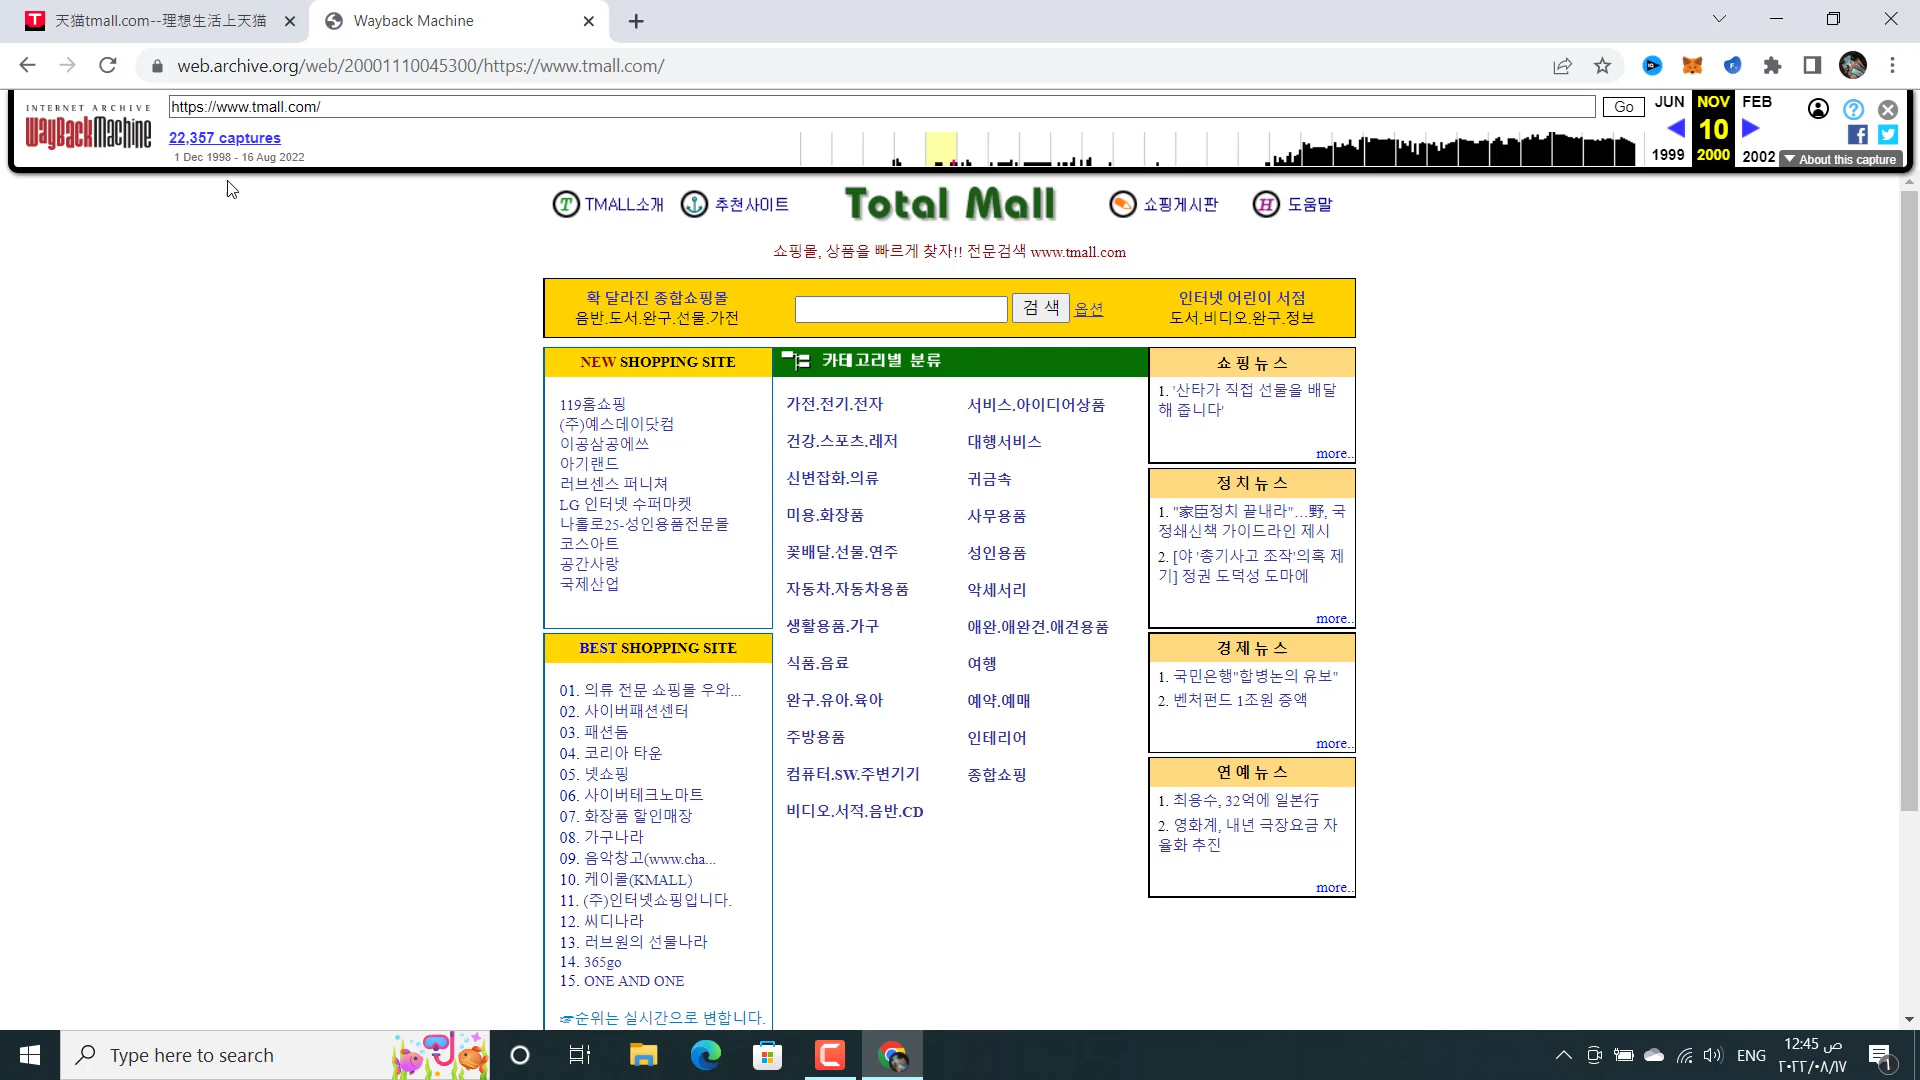 天猫tmall.com--理想生活上天猫
Wayback Machine
web.archive.org/web/20001110045300/https://www.tmall.com/
INTERNET ARCHIVE
WayBackMachine
https://www.tmall.com/
Go
22,357 captures
1 Dec 1998 - 16 Aug 2022
JUN NOV FEB
10
1999 2000 2002
About this capture
TMALL소개
추천사이트
Total Mall
쇼핑게시판
도움말
쇼핑몰, 상품을 빠르게 찾자!! 전문검색 www.tmall.com
확 달라진 종합쇼핑몰
음반.도서.완구.선물.가전
검 색
옵션
인터넷 어린이 서점
도서.비디오.완구.정보
NEW SHOPPING SITE
119홈쇼핑
(주)예스데이닷컴
이공삼공에쓰
아기랜드
러브센스 퍼니쳐
LG 인터넷 수퍼마켓
나홀로25-성인용품전문몰
코스아트
공간사랑
국제산업
BEST SHOPPING SITE
01. 의류 전문 쇼핑몰 우와...
02. 사이버패션센터
03. 패션돔
04. 코리아 타운
05. 넷쇼핑
06. 사이버테크노마트
07. 화장품 할인매장
08. 가구나라
09. 음악창고(www.cha...
10. 케이몰(KMALL)
11. (주)인터넷쇼핑입니다.
12. 씨디나라
13. 러브원의 선물나라
14. 365go
15. ONE AND ONE
☞순위는 실시간으로 변합니다.
카테고리별 분류
가전.전기.전자
서비스.아이디어상품
건강.스포츠.레저
대행서비스
신변잡화.의류
귀금속
미용.화장품
사무용품
꽃배달.선물.연주
성인용품
자동차.자동차용품
악세서리
생활용품.가구
애완.애완견.애견용품
식품.음료
여행
완구.유아.육아
예약.예매
주방용품
인테리어
컴퓨터.SW.주변기기
종합쇼핑
비디오.서적.음반.CD
쇼 핑 뉴 스
1. '산타가 직접 선물을 배달
해 줍니다'
more..
정 치 뉴 스
1. "家臣정치 끝내라"…野, 국
정쇄신책 가이드라인 제시
2. [야 '총기사고 조작'의혹 제
기] 정권 도덕성 도마에
more..
경 제 뉴 스
1. 국민은행"합병논의 유보"
2. 벤처펀드 1조원 증액
more..
연 예 뉴 스
1. 최용수, 32억에 일본行
2. 영화계, 내년 극장요금 자
율화 추진
more..
Type here to search
ENG
12:45 ص
٢٠٢٢/٠٨/١٧
١